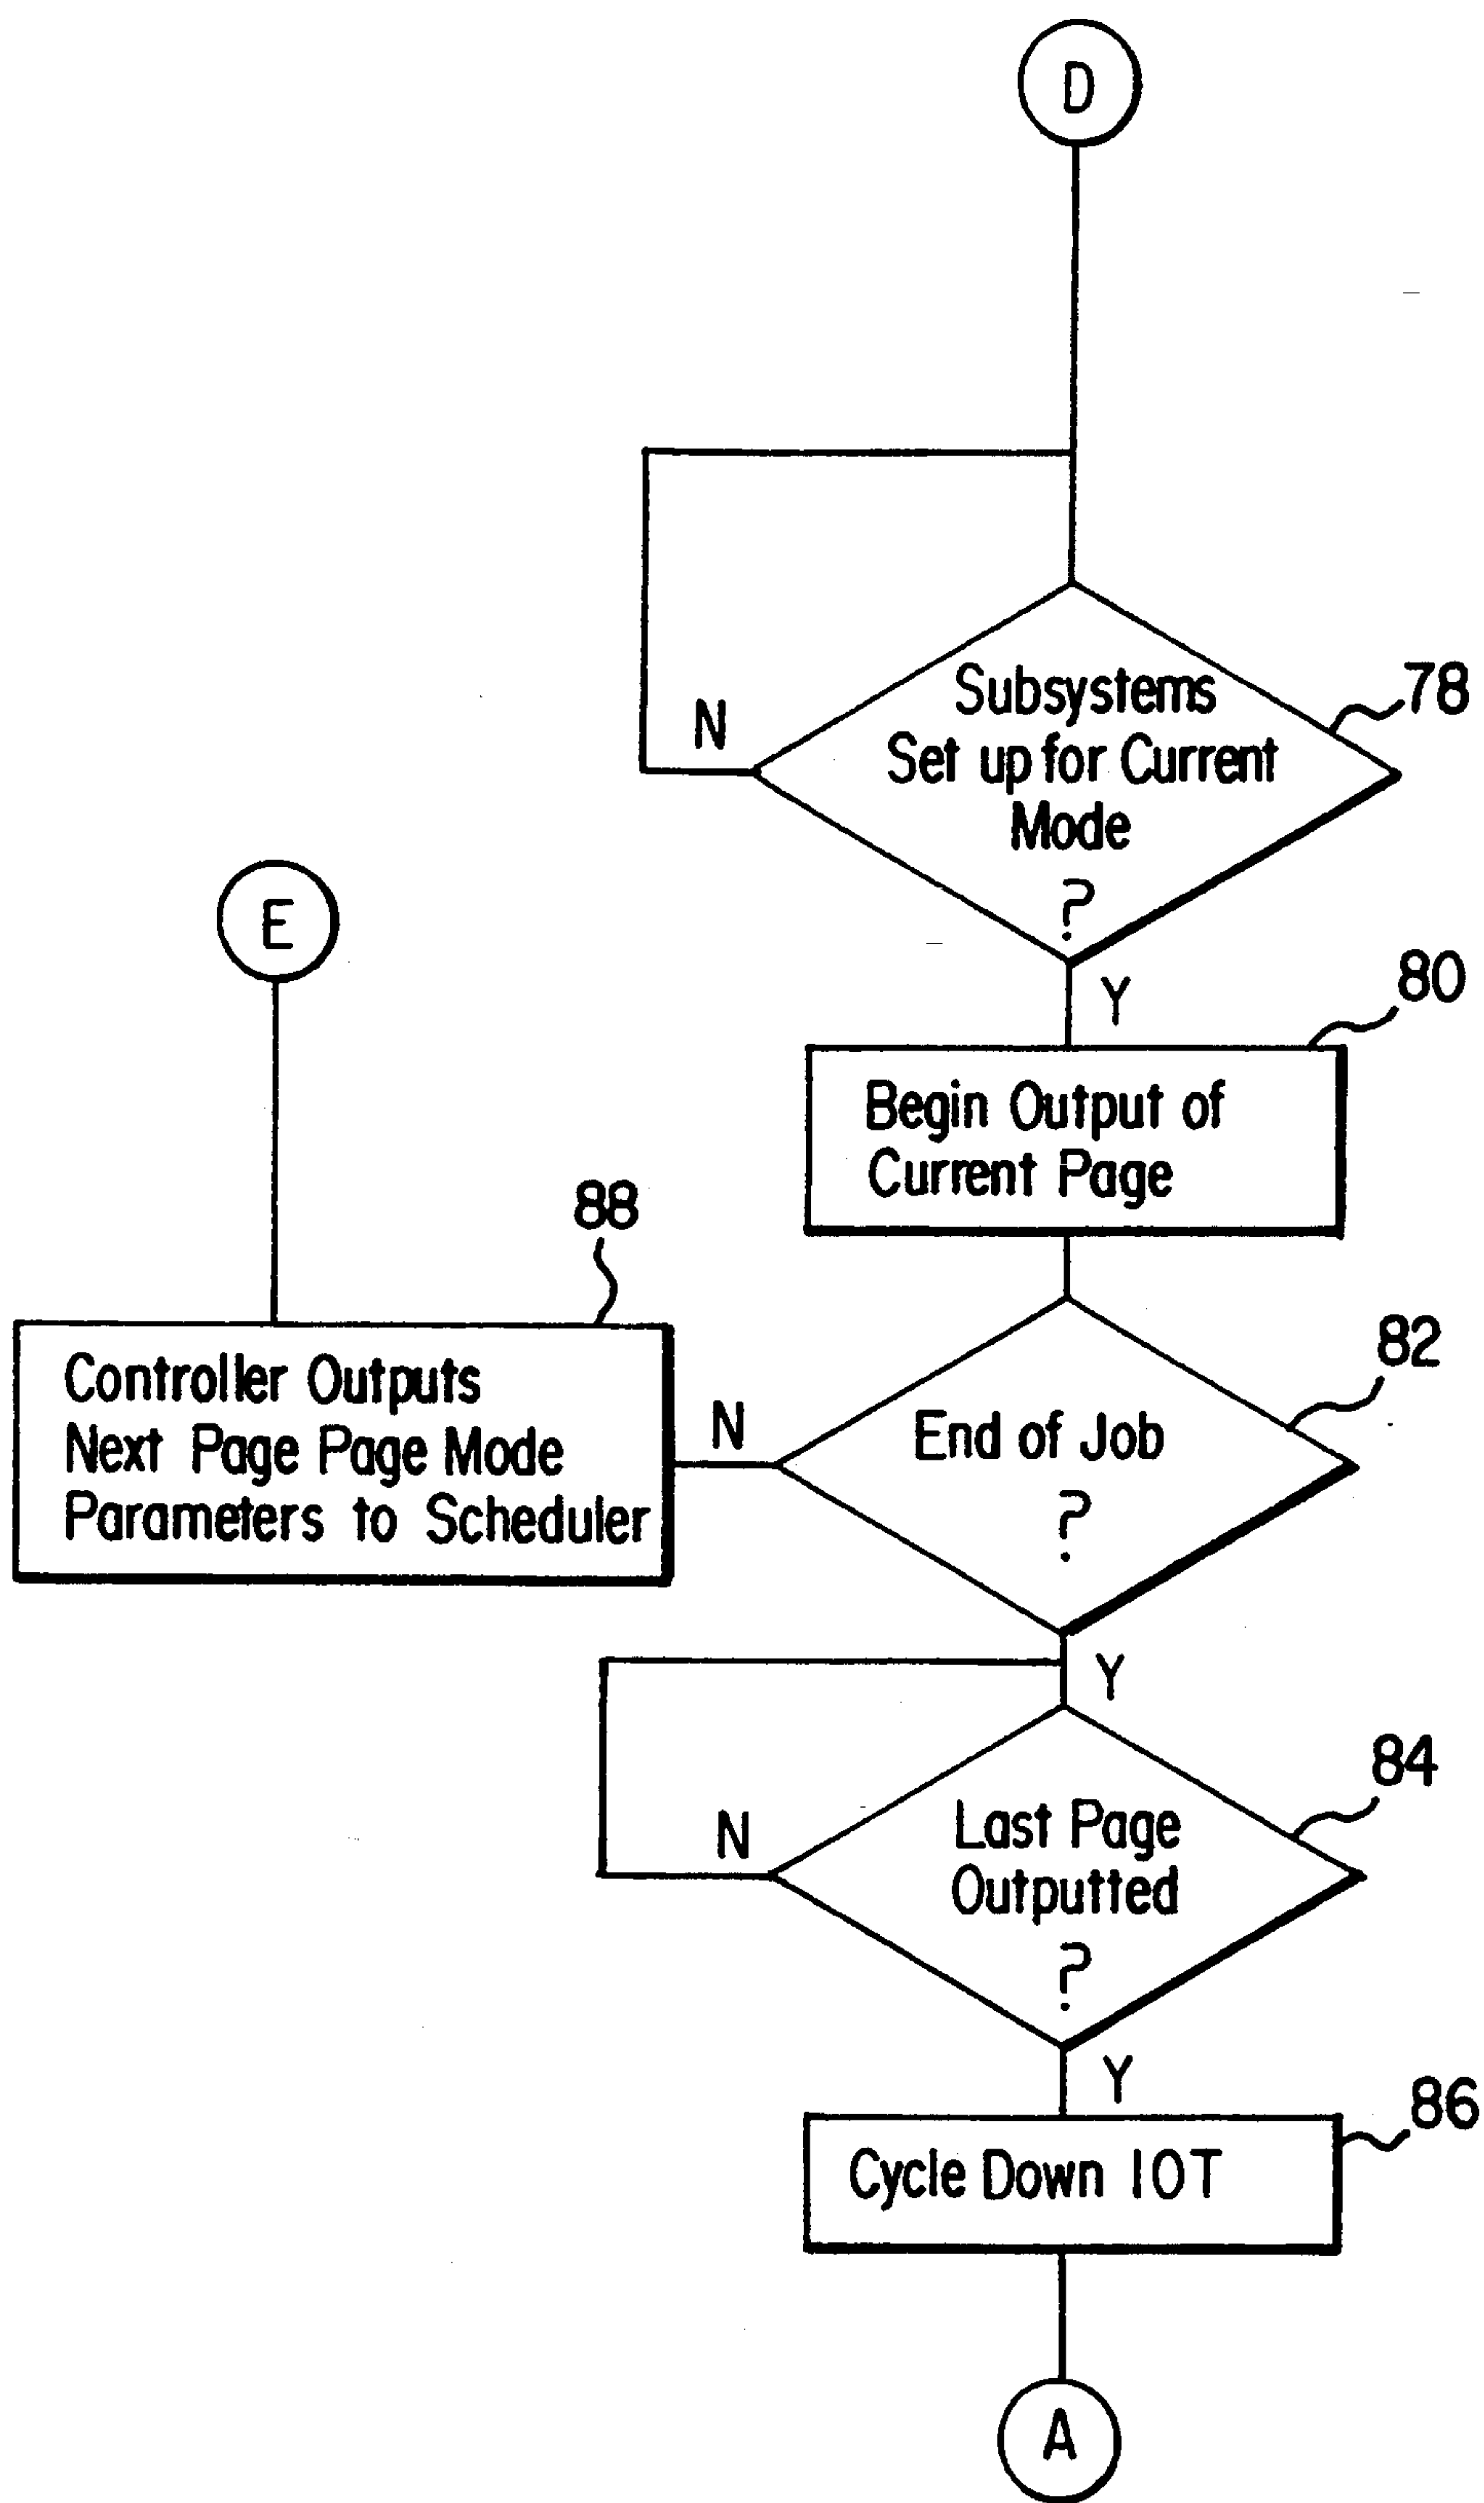 D
Subsystems
Set up for Current
Mode
?
78
N
Y
E
80
Begin Output of
Current Page
88
Controller Outputs
Next Page Page Mode
Parameters to Scheduler
82
N
End of Job
?
Y
84
N
Last Page
Outputted
?
Y
86
Cycle Down IOT
A